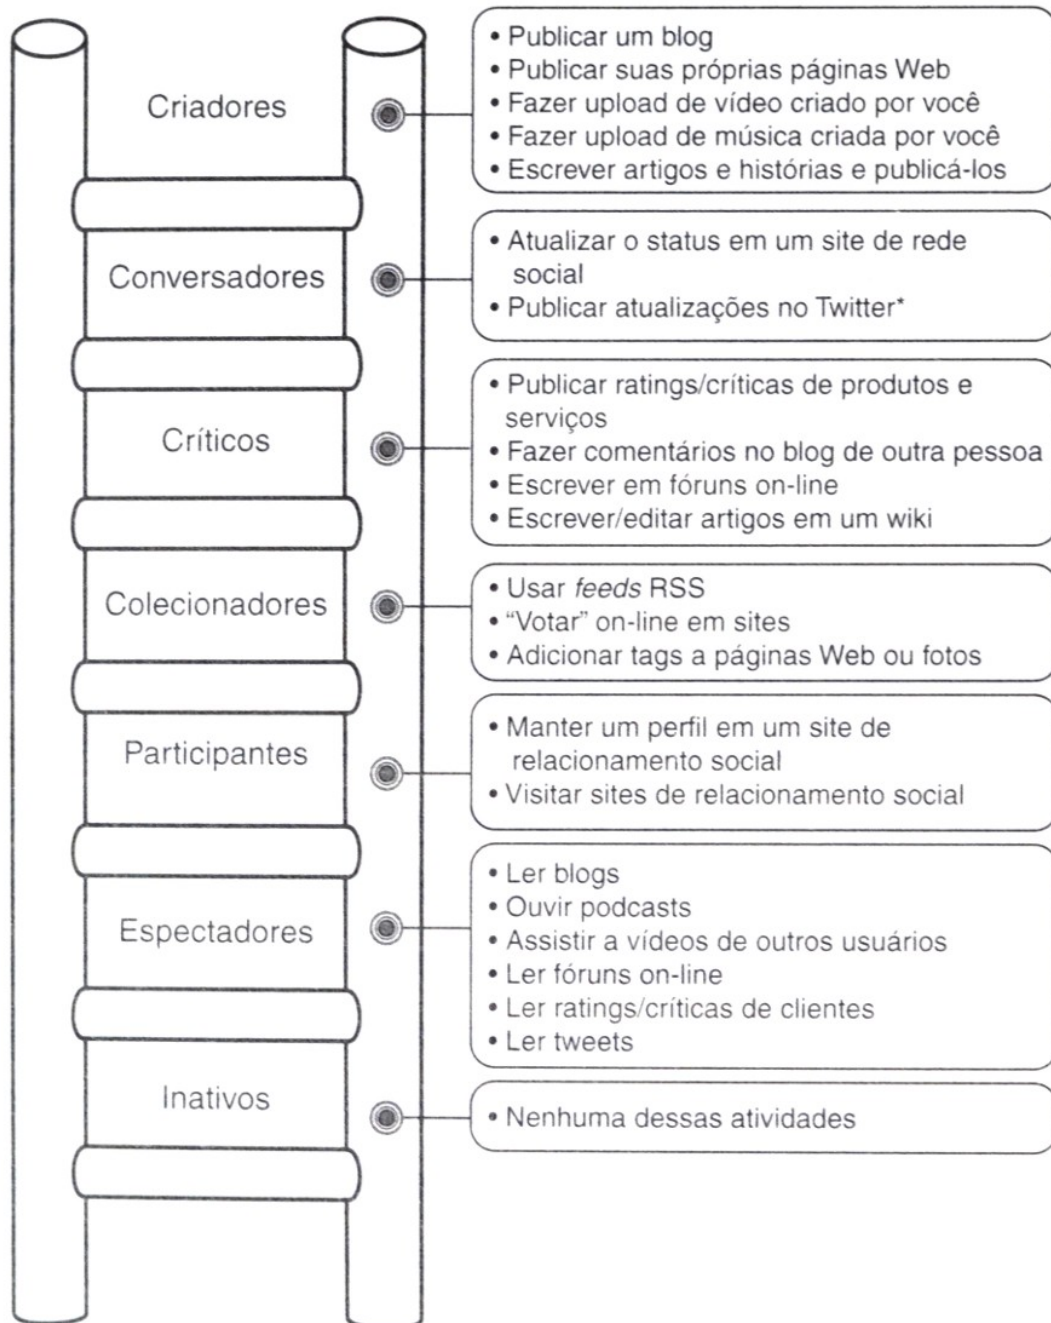 Criadores
• Publicar um blog
• Publicar suas próprias páginas Web
• Fazer upload de vídeo criado por você
• Fazer upload de música criada por você
• Escrever artigos e histórias e publicá-los
Conversadores
• Atualizar o status em um site de rede
social
• Publicar atualizações no Twitter*
Críticos
• Publicar ratings/críticas de produtos e
serviços
• Fazer comentários no blog de outra pessoa
• Escrever em fóruns on-line
• Escrever/editar artigos em um wiki
Colecionadores
• Usar feeds RSS
• “Votar” on-line em sites
• Adicionar tags a páginas Web ou fotos
Participantes
• Manter um perfil em um site de
relacionamento social
• Visitar sites de relacionamento social
Espectadores
• Ler blogs
• Ouvir podcasts
• Assistir a vídeos de outros usuários
• Ler fóruns on-line
• Ler ratings/críticas de clientes
• Ler tweets
Inativos
• Nenhuma dessas atividades